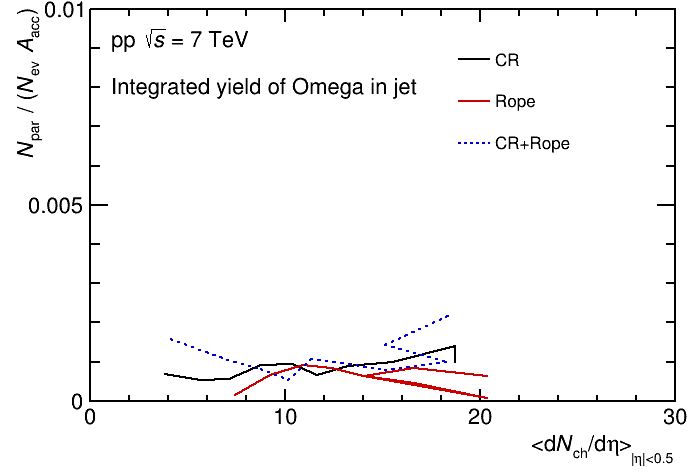 0.01
pp √s = 7 TeV
CR
Integrated yield of Omega in jet
Rope
CR+Rope
N_par / (N_ev A_acc)
0.005
0
0 10 20 30
<dN_ch/dη>_|η|<0.5